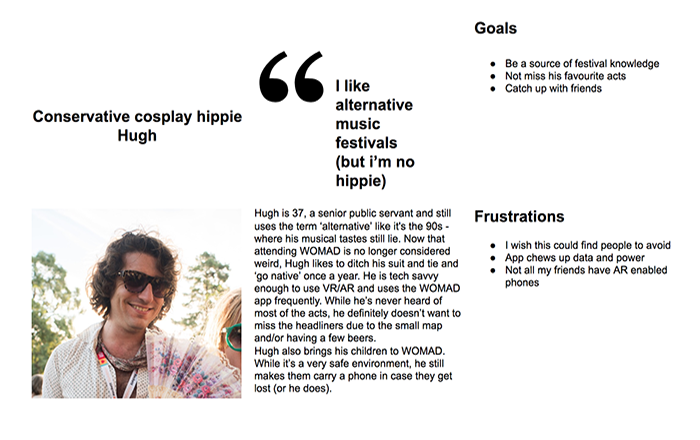 Conservative cosplay hippie
Hugh
“
I like
alternative
music
festivals
(but i’m no
hippie)
Goals
● Be a source of festival knowledge
● Not miss his favourite acts
● Catch up with friends
Hugh is 37, a senior public servant and still
uses the term ‘alternative’ like it's the 90s -
where his musical tastes still lie. Now that
attending WOMAD is no longer considered
weird, Hugh likes to ditch his suit and tie and
‘go native’ once a year. He is tech savvy
enough to use VR/AR and uses the WOMAD
app frequently. While he’s never heard of
most of the acts, he definitely doesn’t want to
miss the headliners due to the small map
and/or having a few beers.
Hugh also brings his children to WOMAD.
While it’s a very safe environment, he still
makes them carry a phone in case they get
lost (or he does).
Frustrations
● I wish this could find people to avoid
● App chews up data and power
● Not all my friends have AR enabled
phones